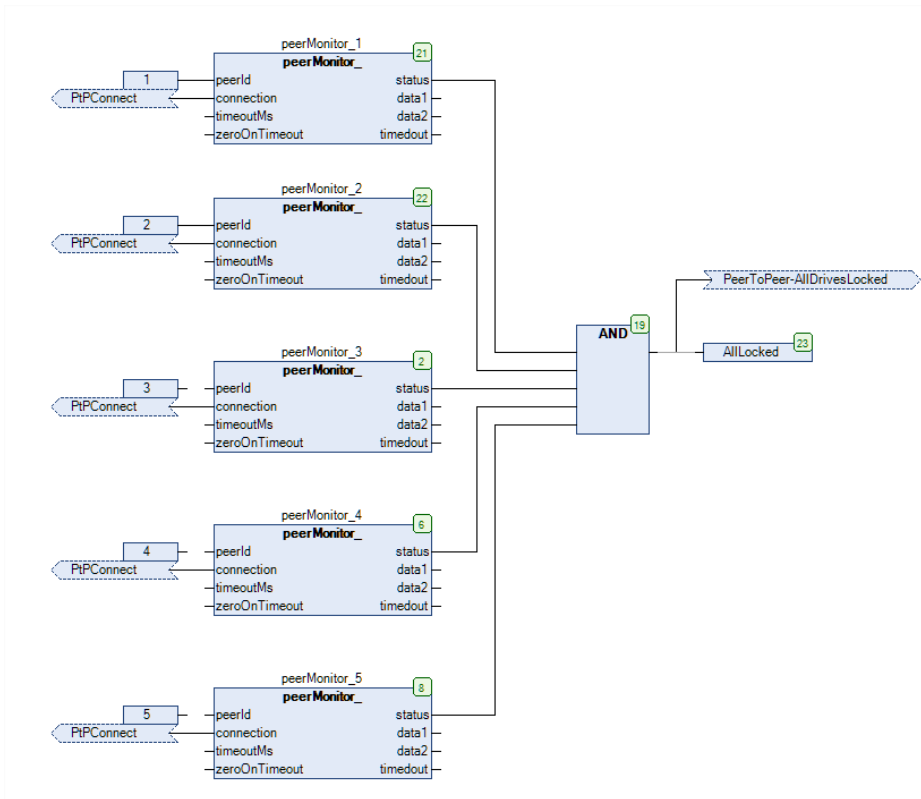 peerMonitor_1
21
peerMonitor_
1 peerId status
PtPConnect connection data1
timeoutMs data2
zeroOnTimeout timedout
peerMonitor_2
22
peerMonitor_
2 peerId status
PtPConnect connection data1
timeoutMs data2
zeroOnTimeout timedout
PeerToPeer-AllDrivesLocked
19
AND
23
AllLocked
peerMonitor_3
2
peerMonitor_
3 peerId status
PtPConnect connection data1
timeoutMs data2
zeroOnTimeout timedout
peerMonitor_4
6
peerMonitor_
4 peerId status
PtPConnect connection data1
timeoutMs data2
zeroOnTimeout timedout
peerMonitor_5
8
peerMonitor_
5 peerId status
PtPConnect connection data1
timeoutMs data2
zeroOnTimeout timedout